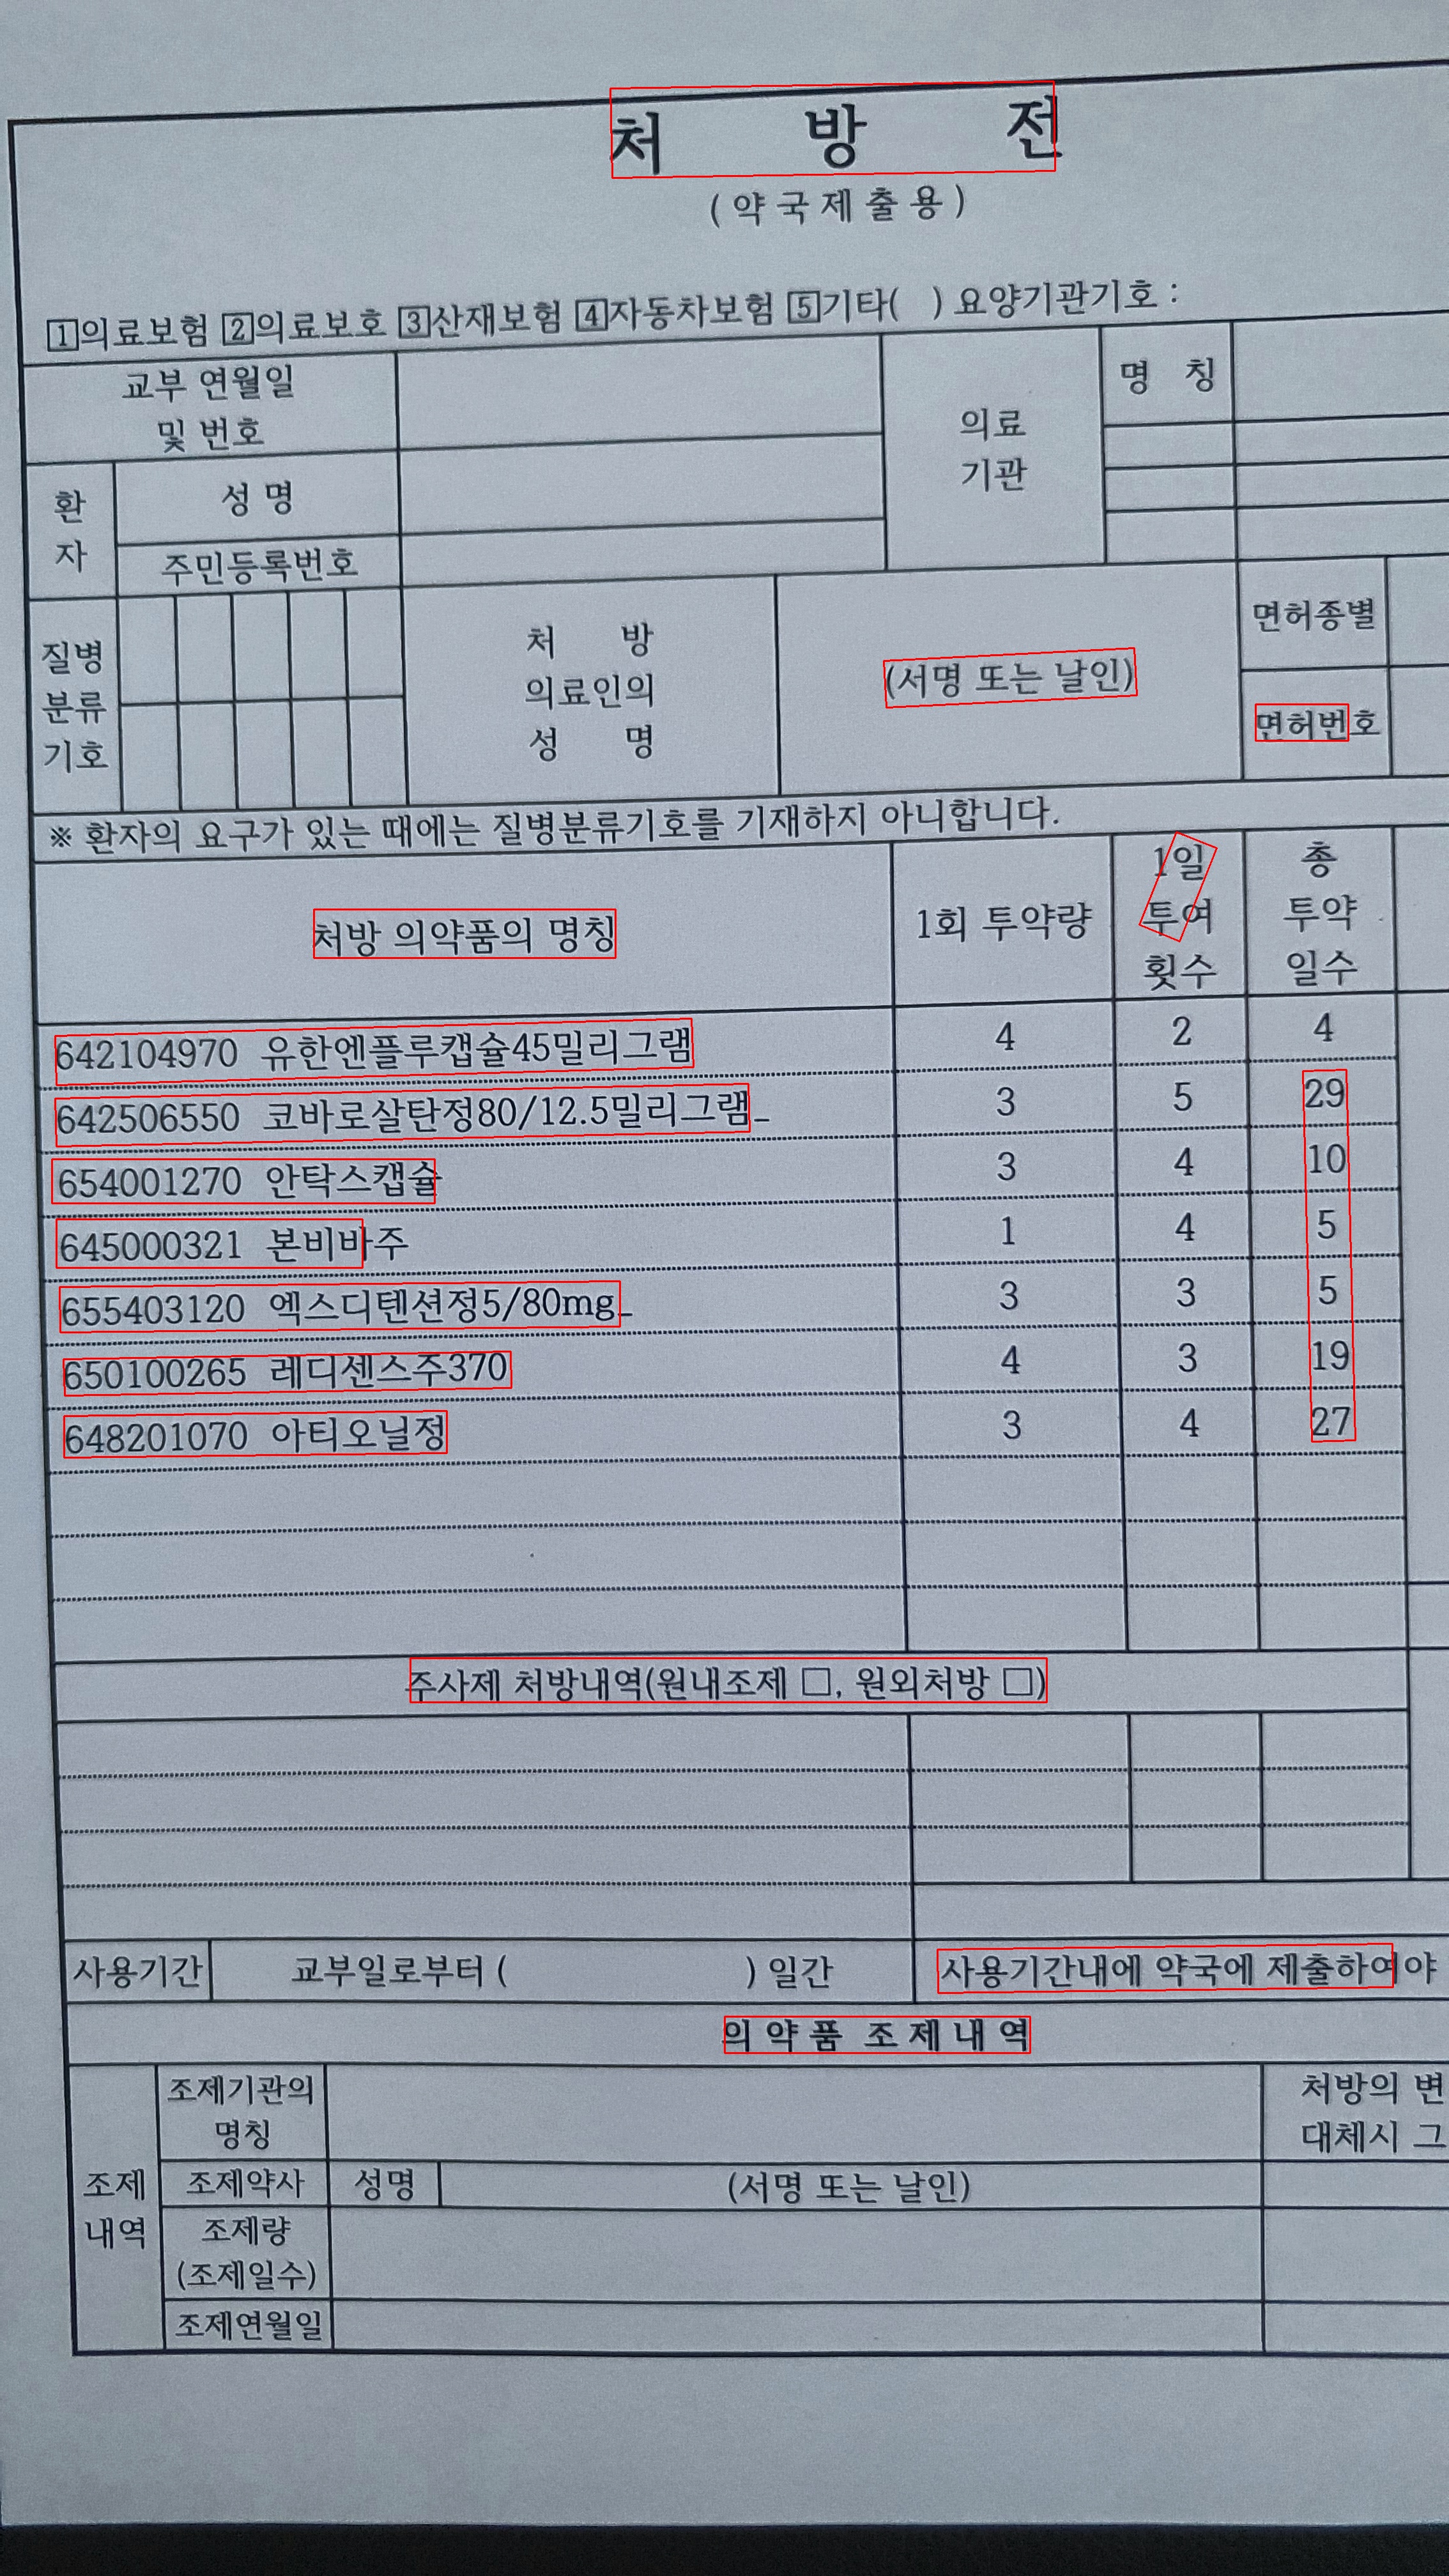 처 방 전
(약국제출용)
1 의료보험 2 의료보호 3 산재보험 4 자동차보험 5 기타( ) 요양기관기호 :
교부 연월일
및 번호
의료
기관
명 칭
환
자
성 명
주민등록번호
질병
분류
기호
처 방
의료인의
성 명
(서명 또는 날인)
면허종별
면허번호
※ 환자의 요구가 있는 때에는 질병분류기호를 기재하지 아니합니다.
처방 의약품의 명칭
1회 투약량
1일
투여
횟수
총
투약
일수
642104970 유한엔플루캡슐45밀리그램 4 2 4
642506550 코바로살탄정80/12.5밀리그램_ 3 5 29
654001270 안탁스캡슐 3 4 10
645000321 본비바주 1 4 5
655403120 엑스디텐션정5/80mg_ 3 3 5
650100265 레디센스주370 4 3 19
648201070 아티오닐정 3 4 27
주사제 처방내역(원내조제 □, 원외처방 □)
사용기간 교부일로부터 ( ) 일간 사용기간내에 약국에 제출하여야
의 약 품 조 제 내 역
조제
내역
조제기관의
명칭
처방의 변
대체시 그
조제약사 성명 (서명 또는 날인)
조제량
(조제일수)
조제연월일